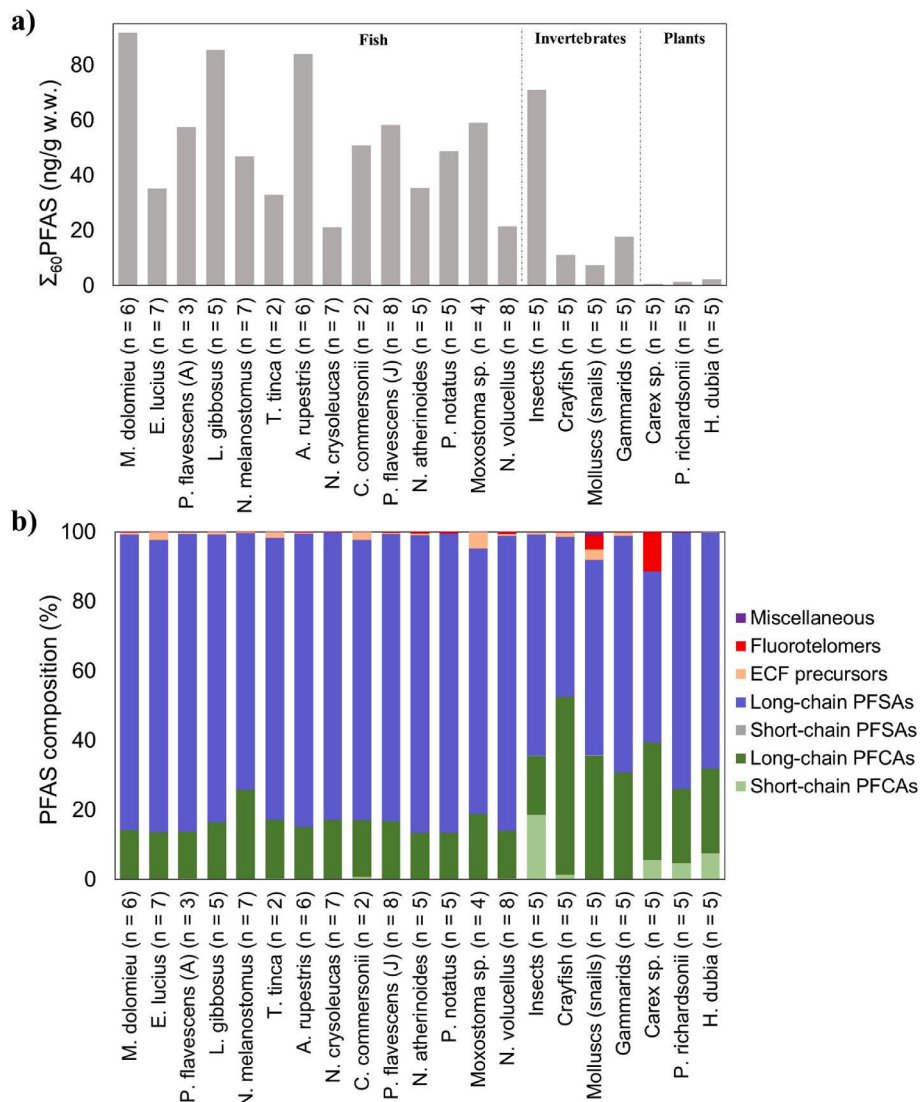 a)
Fish
Invertebrates
Plants
Σ60PFAS (ng/g w.w.)
80
60
40
20
0
M. dolomieu (n = 6)
E. lucius (n = 7)
P. flavescens (A) (n = 3)
L. gibbosus (n = 5)
N. melanostomus (n = 7)
T. tinca (n = 2)
A. rupestris (n = 6)
N. crysoleucas (n = 7)
C. commersonii (n = 2)
P. flavescens (J) (n = 8)
N. atherinoides (n = 5)
P. notatus (n = 5)
Moxostoma sp. (n = 4)
N. volucellus (n = 8)
Insects (n = 5)
Crayfish (n = 5)
Molluscs (snails) (n = 5)
Gammarids (n = 5)
Carex sp. (n = 5)
P. richardsonii (n = 5)
H. dubia (n = 5)
b)
PFAS composition (%)
100
80
60
40
20
0
Miscellaneous
Fluorotelomers
ECF precursors
Long-chain PFSAs
Short-chain PFSAs
Long-chain PFCAs
Short-chain PFCAs
M. dolomieu (n = 6)
E. lucius (n = 7)
P. flavescens (A) (n = 3)
L. gibbosus (n = 5)
N. melanostomus (n = 7)
T. tinca (n = 2)
A. rupestris (n = 6)
N. crysoleucas (n = 7)
C. commersonii (n = 2)
P. flavescens (J) (n = 8)
N. atherinoides (n = 5)
P. notatus (n = 5)
Moxostoma sp. (n = 4)
N. volucellus (n = 8)
Insects (n = 5)
Crayfish (n = 5)
Molluscs (snails) (n = 5)
Gammarids (n = 5)
Carex sp. (n = 5)
P. richardsonii (n = 5)
H. dubia (n = 5)